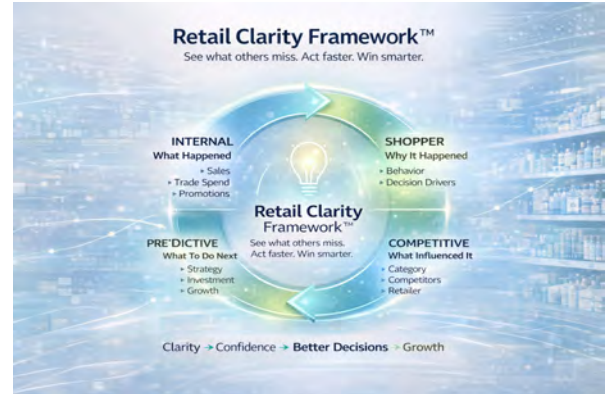 Retail Clarity Framework™
See what others miss. Act faster. Win smarter.
INTERNAL
What Happened
▸ Sales
▸ Trade Spend
▸ Promotions
SHOPPER
Why It Happened
▸ Behavior
▸ Decision Drivers
Retail Clarity
Framework™
See what others miss.
Act faster. Win smarter.
PRE'DICTIVE
What To Do Next
▸ Strategy
▸ Investment
▸ Growth
COMPETITIVE
What Influenced It
▸ Category
▸ Competitors
▸ Retailer
Clarity → Confidence → Better Decisions > Growth